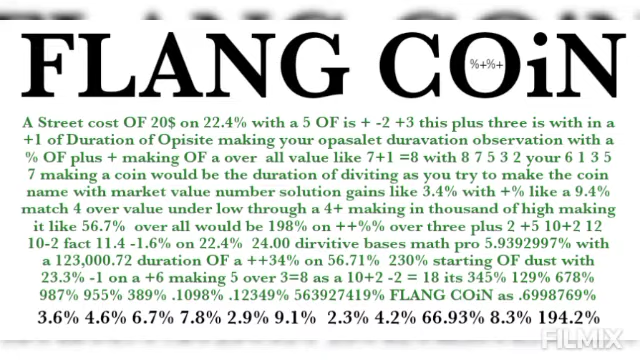 FLANG COiN
%+%+
A Street cost OF 20$ on 22.4% with a 5 OF is + -2 +3 this plus three is with in a
+1 of Duration of Opisite making your opasalet duravation observation with a
% OF plus + making OF a over all value like 7+1 =8 with 8 7 5 3 2 your 6 1 3 5
7 making a coin would be the duration of diviting as you try to make the coin
name with market value number solution gains like 3.4% with +% like a 9.4%
match 4 over value under low through a 4+ making in thousand of high making
it like 56.7% over all would be 198% on ++%% over three plus 2 +5 10+2 12
10-2 fact 11.4 -1.6% on 22.4% 24.00 dirvitive bases math pro 5.9392997% with
a 123,000.72 duration OF a ++34% on 56.71% 230% starting OF dust with
23.3% -1 on a +6 making 5 over 3=8 as a 10+2 -2 = 18 its 345% 129% 678%
987% 955% 389% .1098% .12349% 563927419% FLANG COiN as .6998769%
3.6% 4.6% 6.7% 7.8% 2.9% 9.1% 2.3% 4.2% 66.93% 8.3% 194.2%
FILMIX